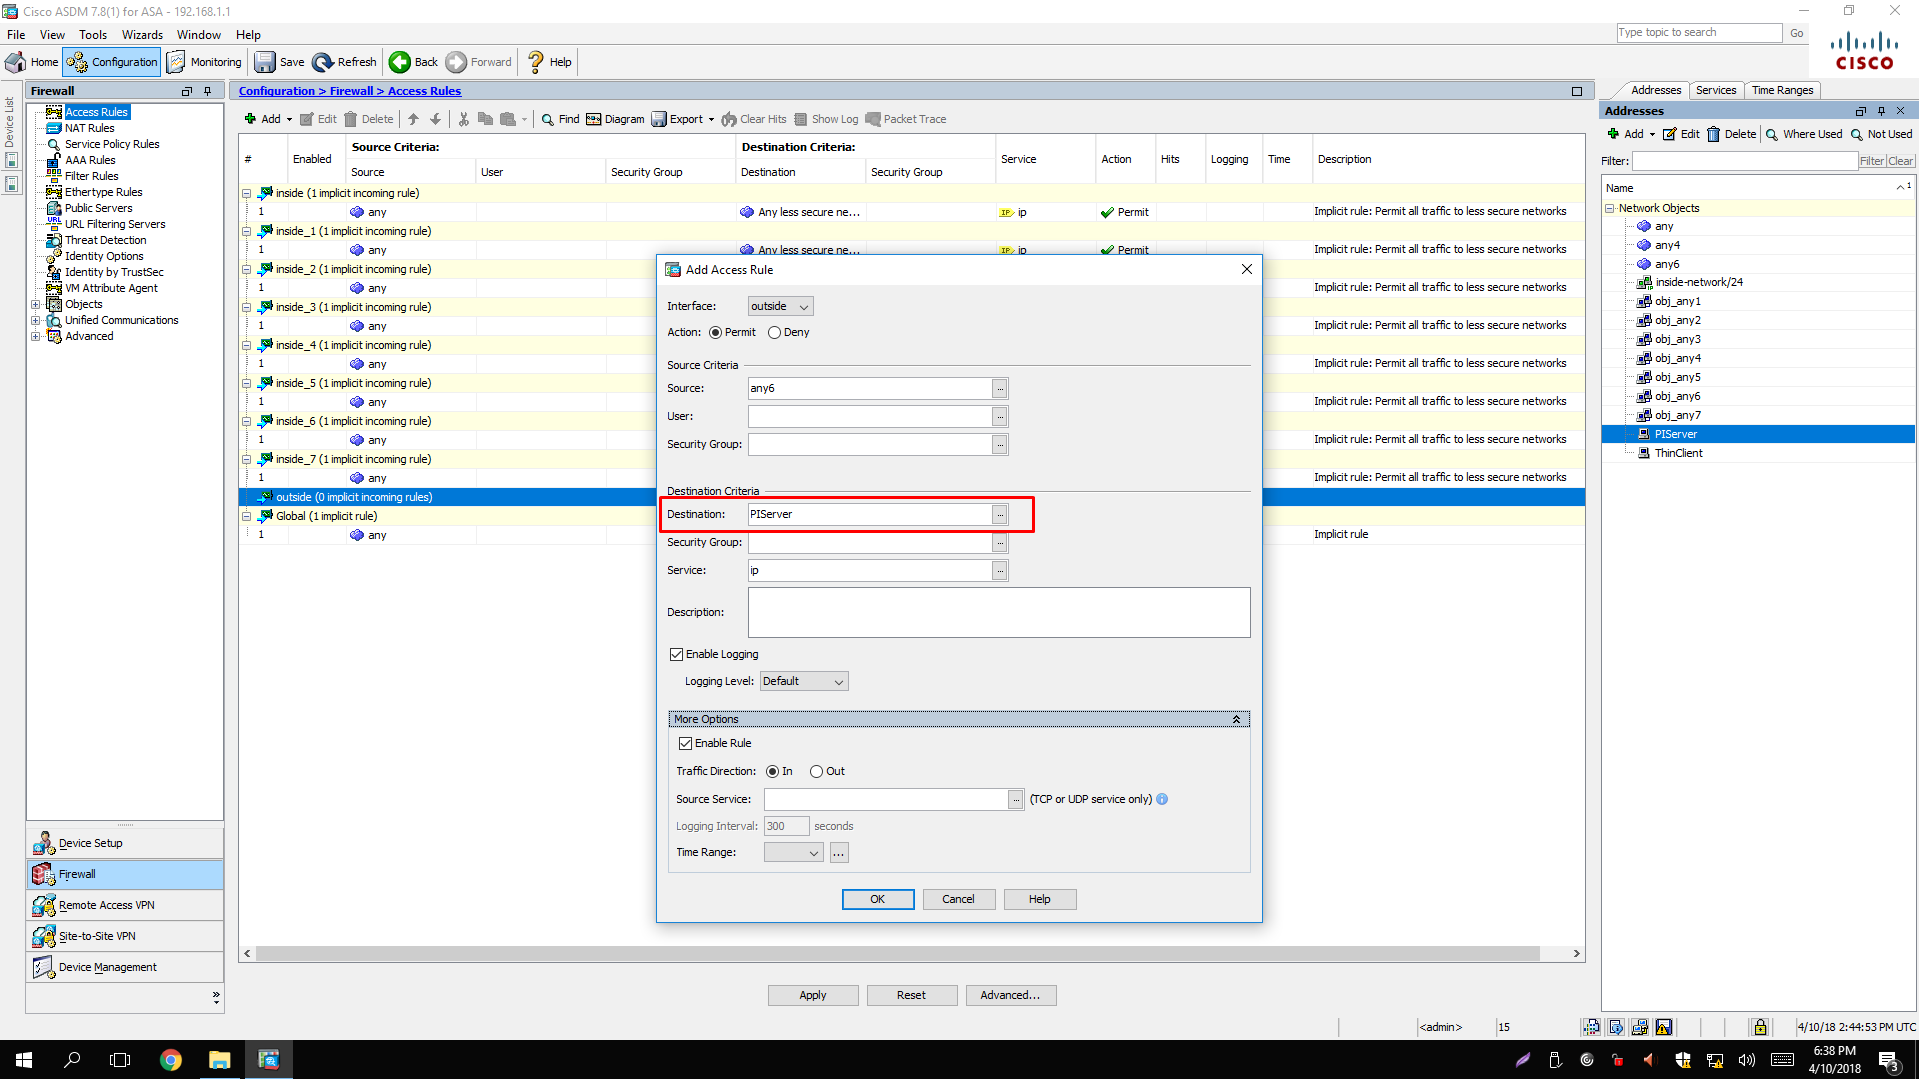 Cisco ASDM 7.8(1) for ASA - 192.168.1.1
File View Tools Wizards Window Help
Type topic to search Go
Home Configuration Monitoring Save Refresh Back Forward Help
CISCO
Device List
Firewall
Access Rules
NAT Rules
Service Policy Rules
AAA Rules
Filter Rules
Ethertype Rules
Public Servers
URL Filtering Servers
Threat Detection
Identity Options
Identity by TrustSec
VM Attribute Agent
Objects
Unified Communications
Advanced
Device Setup
Firewall
Remote Access VPN
Site-to-Site VPN
Device Management
Configuration > Firewall > Access Rules
Add Edit Delete Find Diagram Export Clear Hits Show Log Packet Trace
# Enabled Source Criteria: Destination Criteria: Service Action Hits Logging Time Description
Source User Security Group Destination Security Group
inside (1 implicit incoming rule)
1 any Any less secure ne... ip Permit Implicit rule: Permit all traffic to less secure networks
inside_1 (1 implicit incoming rule)
1 any Any less secure ne... ip Permit Implicit rule: Permit all traffic to less secure networks
inside_2 (1 implicit incoming rule)
1 any Implicit rule: Permit all traffic to less secure networks
inside_3 (1 implicit incoming rule)
1 any Implicit rule: Permit all traffic to less secure networks
inside_4 (1 implicit incoming rule)
1 any Implicit rule: Permit all traffic to less secure networks
inside_5 (1 implicit incoming rule)
1 any Implicit rule: Permit all traffic to less secure networks
inside_6 (1 implicit incoming rule)
1 any Implicit rule: Permit all traffic to less secure networks
inside_7 (1 implicit incoming rule)
1 any Implicit rule: Permit all traffic to less secure networks
outside (0 implicit incoming rules)
Global (1 implicit rule)
1 any Implicit rule
Add Access Rule
Interface: outside
Action: Permit Deny
Source Criteria
Source: any6 ...
User: ...
Security Group: ...
Destination Criteria
Destination: PIServer ...
Security Group: ...
Service: ip ...
Description:
Enable Logging
Logging Level: Default
More Options
Enable Rule
Traffic Direction: In Out
Source Service: ... (TCP or UDP service only)
Logging Interval: 300 seconds
Time Range: ...
OK Cancel Help
Apply Reset Advanced...
Addresses Services Time Ranges
Addresses
Add Edit Delete Where Used Not Used
Filter: Filter Clear
Name 1
Network Objects
any
any4
any6
inside-network/24
obj_any1
obj_any2
obj_any3
obj_any4
obj_any5
obj_any6
obj_any7
PIServer
ThinClient
<admin> 15 4/10/18 2:44:53 PM UTC
6:38 PM
4/10/2018
3